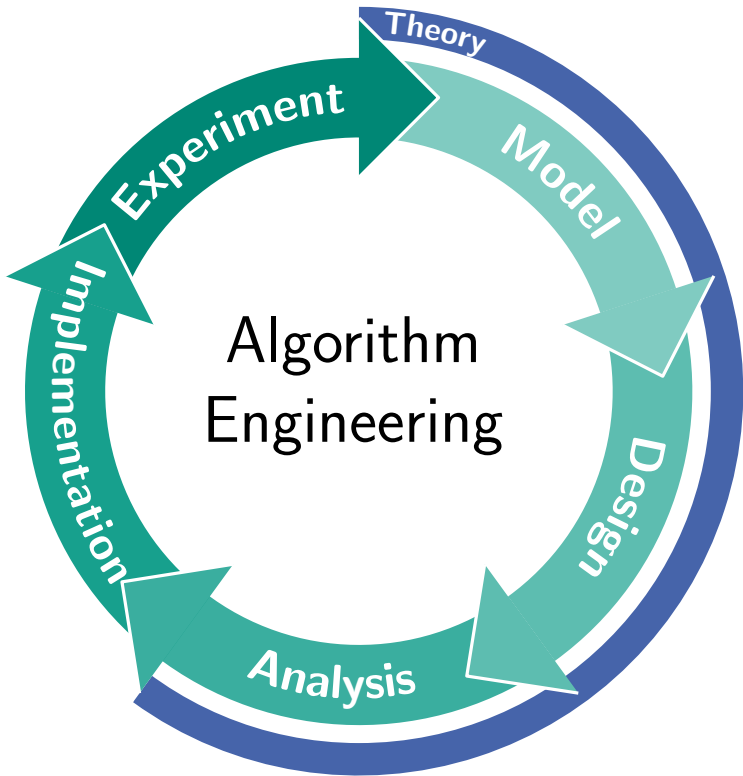 Theory
Experiment
Model
Implementation
Algorithm
Engineering
Design
Analysis